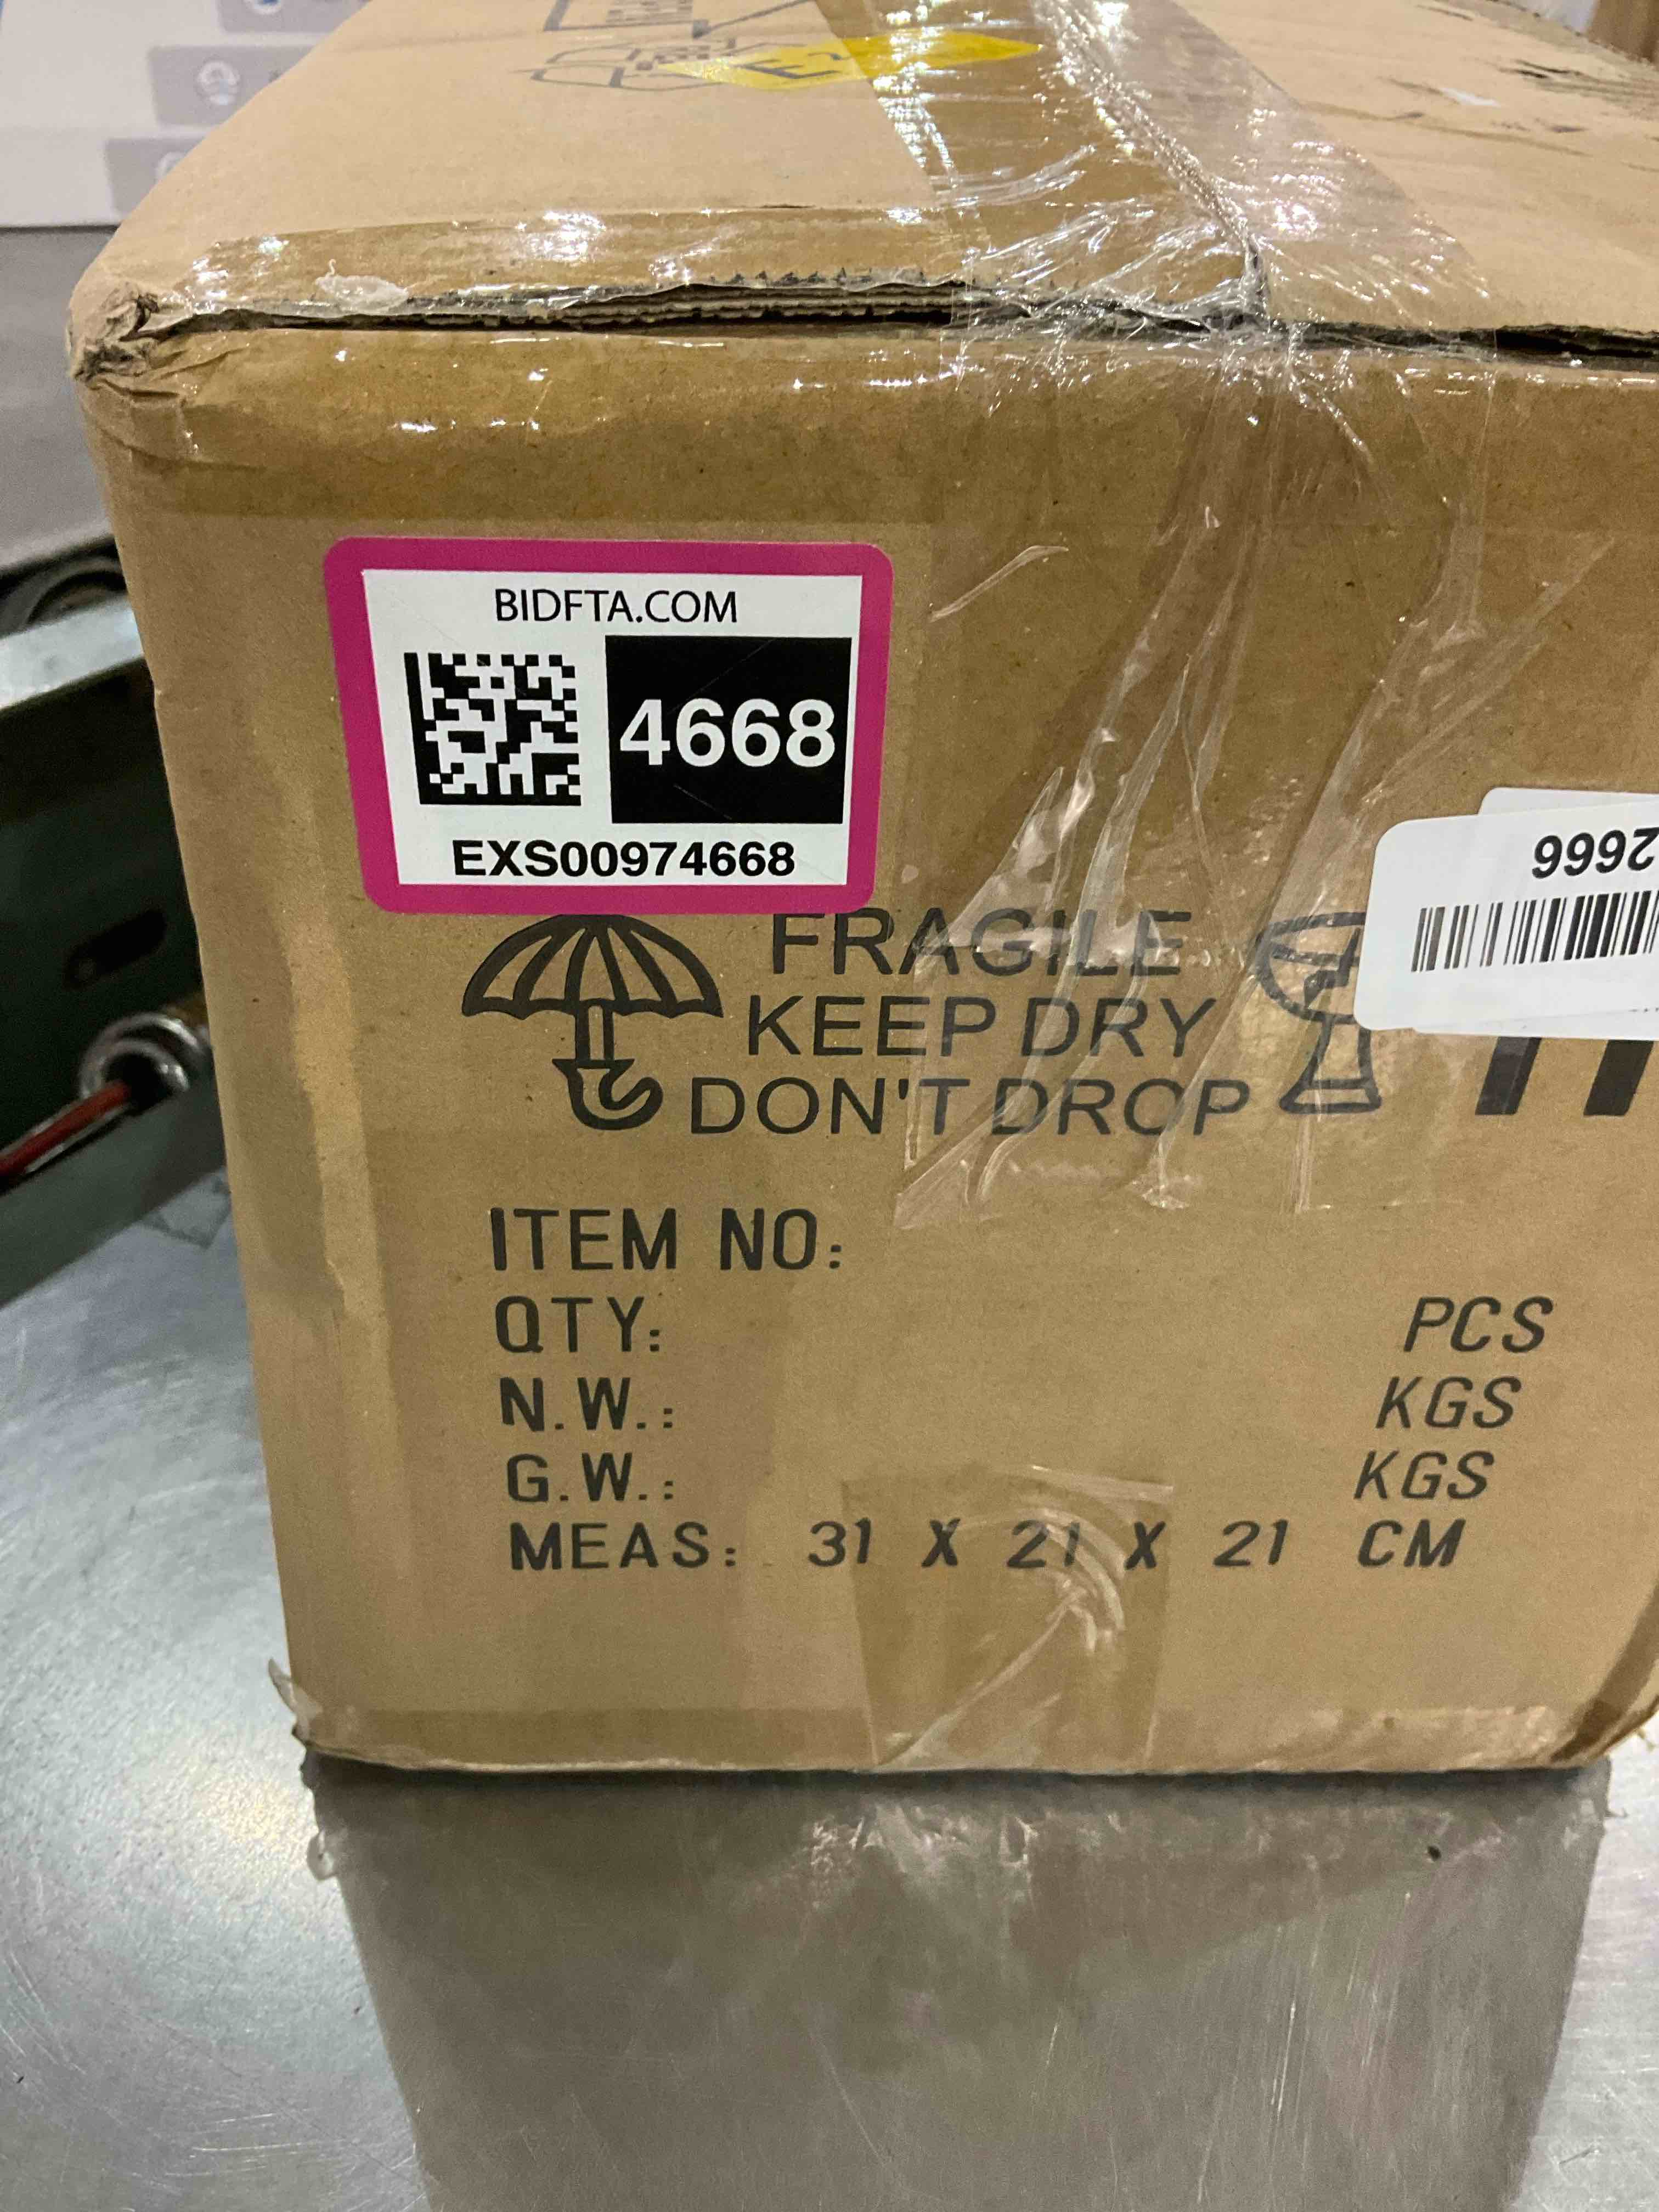 BIDFTA.COM
4668
EXS00974668
2666
FRAGILE
KEEP DRY
DON'T DROP
ITEM NO:
QTY: PCS
N.W.: KGS
G.W.: KGS
MEAS: 31 X 21 X 21 CM